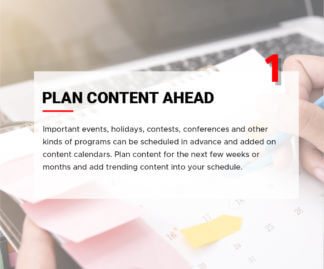 1
PLAN CONTENT AHEAD
Important events, holidays, contests, conferences and other
kinds of programs can be scheduled in advance and added on
content calendars. Plan content for the next few weeks or
months and add trending content into your schedule.